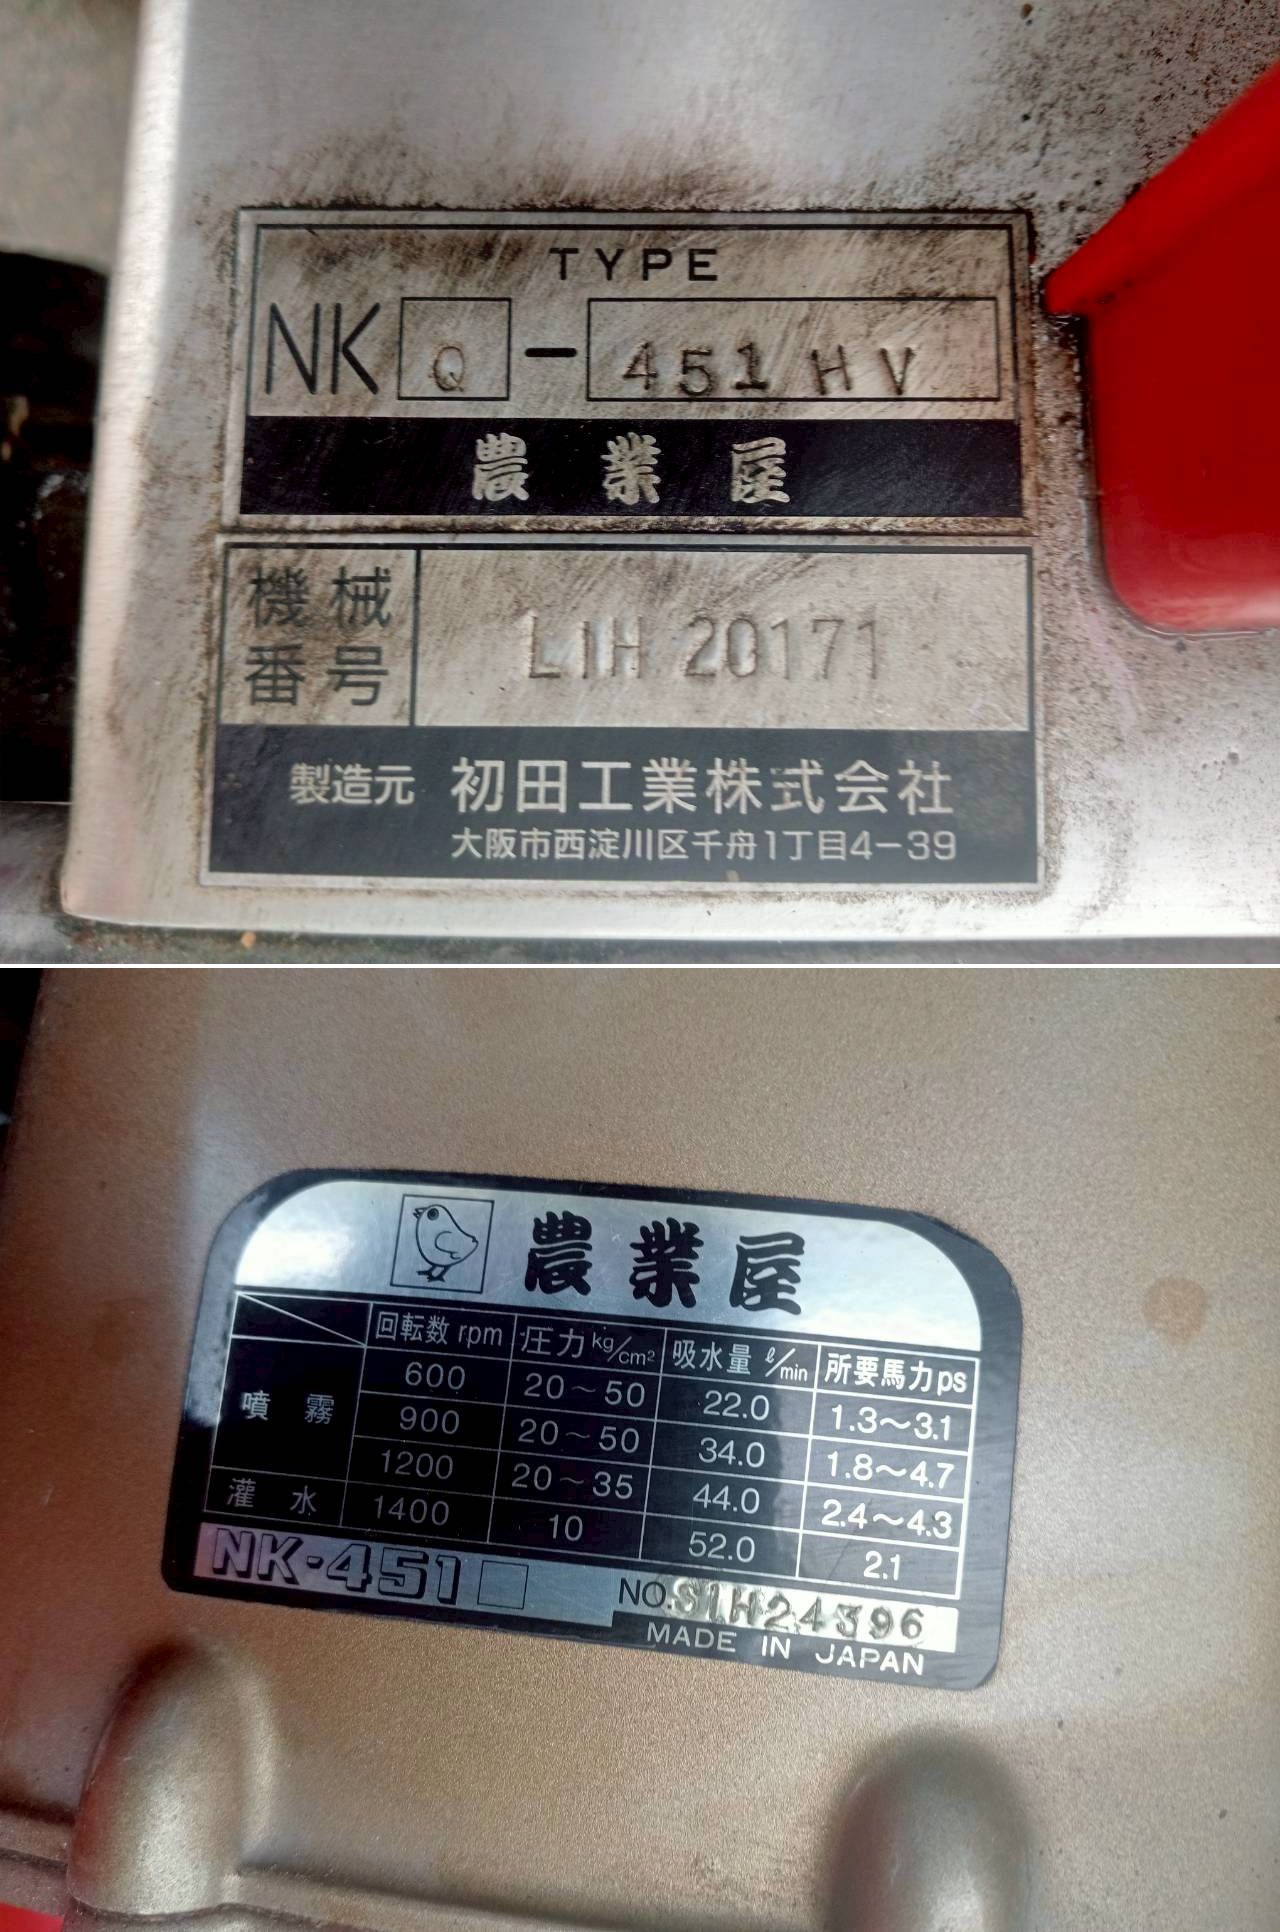 TYPE
NK Q - 451HV
農業屋
機械番号 L1H 20171
製造元 初田工業株式会社
大阪市西淀川区千舟1丁目4-39
農業屋
回転数 rpm 圧力 kg/cm² 吸水量 ℓ/min 所要馬力ps
噴霧 600 20~50 22.0 1.3~3.1
900 20~50 34.0 1.8~4.7
1200 20~35 44.0 2.4~4.3
灌水 1400 10 52.0 2.1
NK-451 NO.S1H24396
MADE IN JAPAN